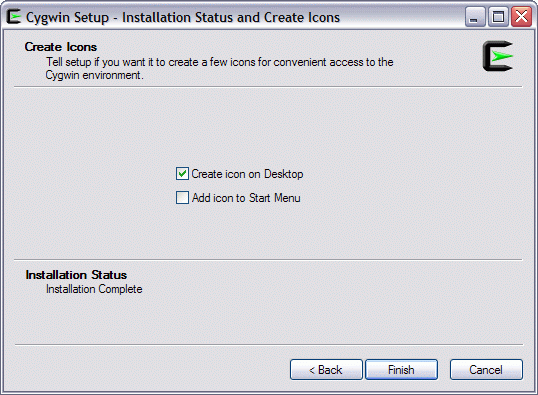 Cygwin Setup - Installation Status and Create Icons
Create Icons
Tell setup if you want it to create a few icons for convenient access to the
Cygwin environment.
Create icon on Desktop
Add icon to Start Menu
Installation Status
Installation Complete
< Back Finish Cancel